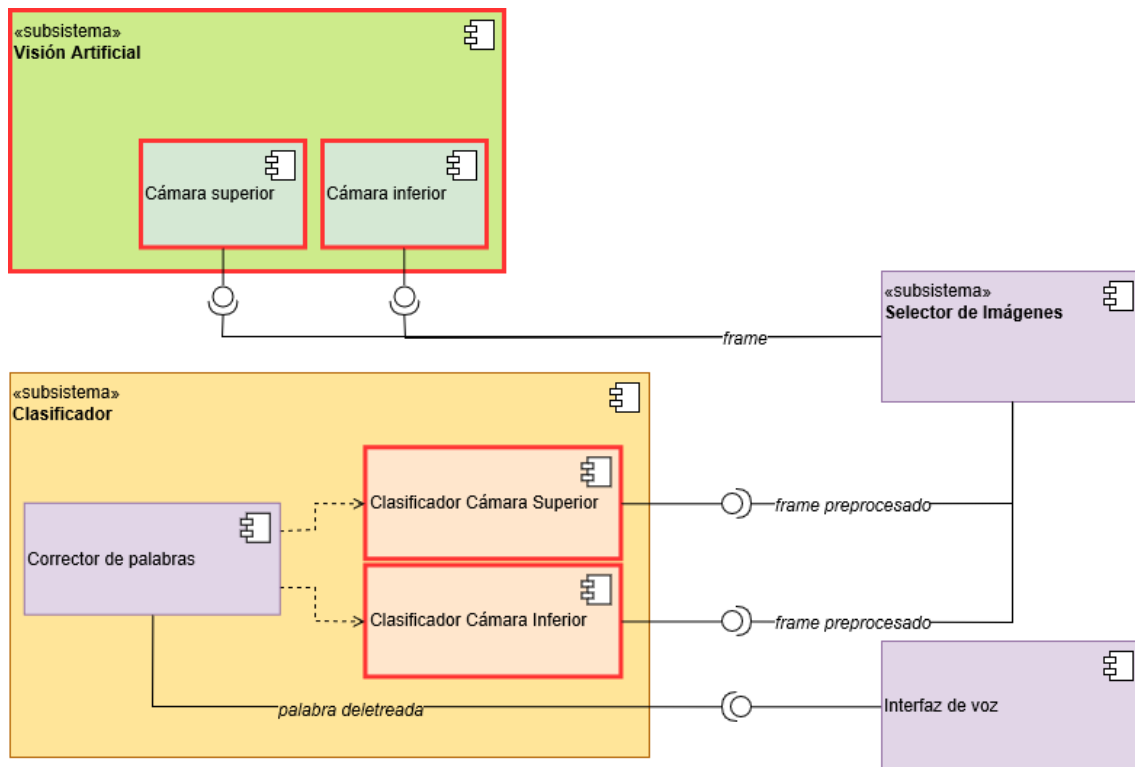 «subsistema»
Visión Artificial
Cámara superior
Cámara inferior
«subsistema»
Selector de Imágenes
frame
«subsistema»
Clasificador
Clasificador Cámara Superior
frame preprocesado
Corrector de palabras
Clasificador Cámara Inferior
frame preprocesado
palabra deletreada
Interfaz de voz